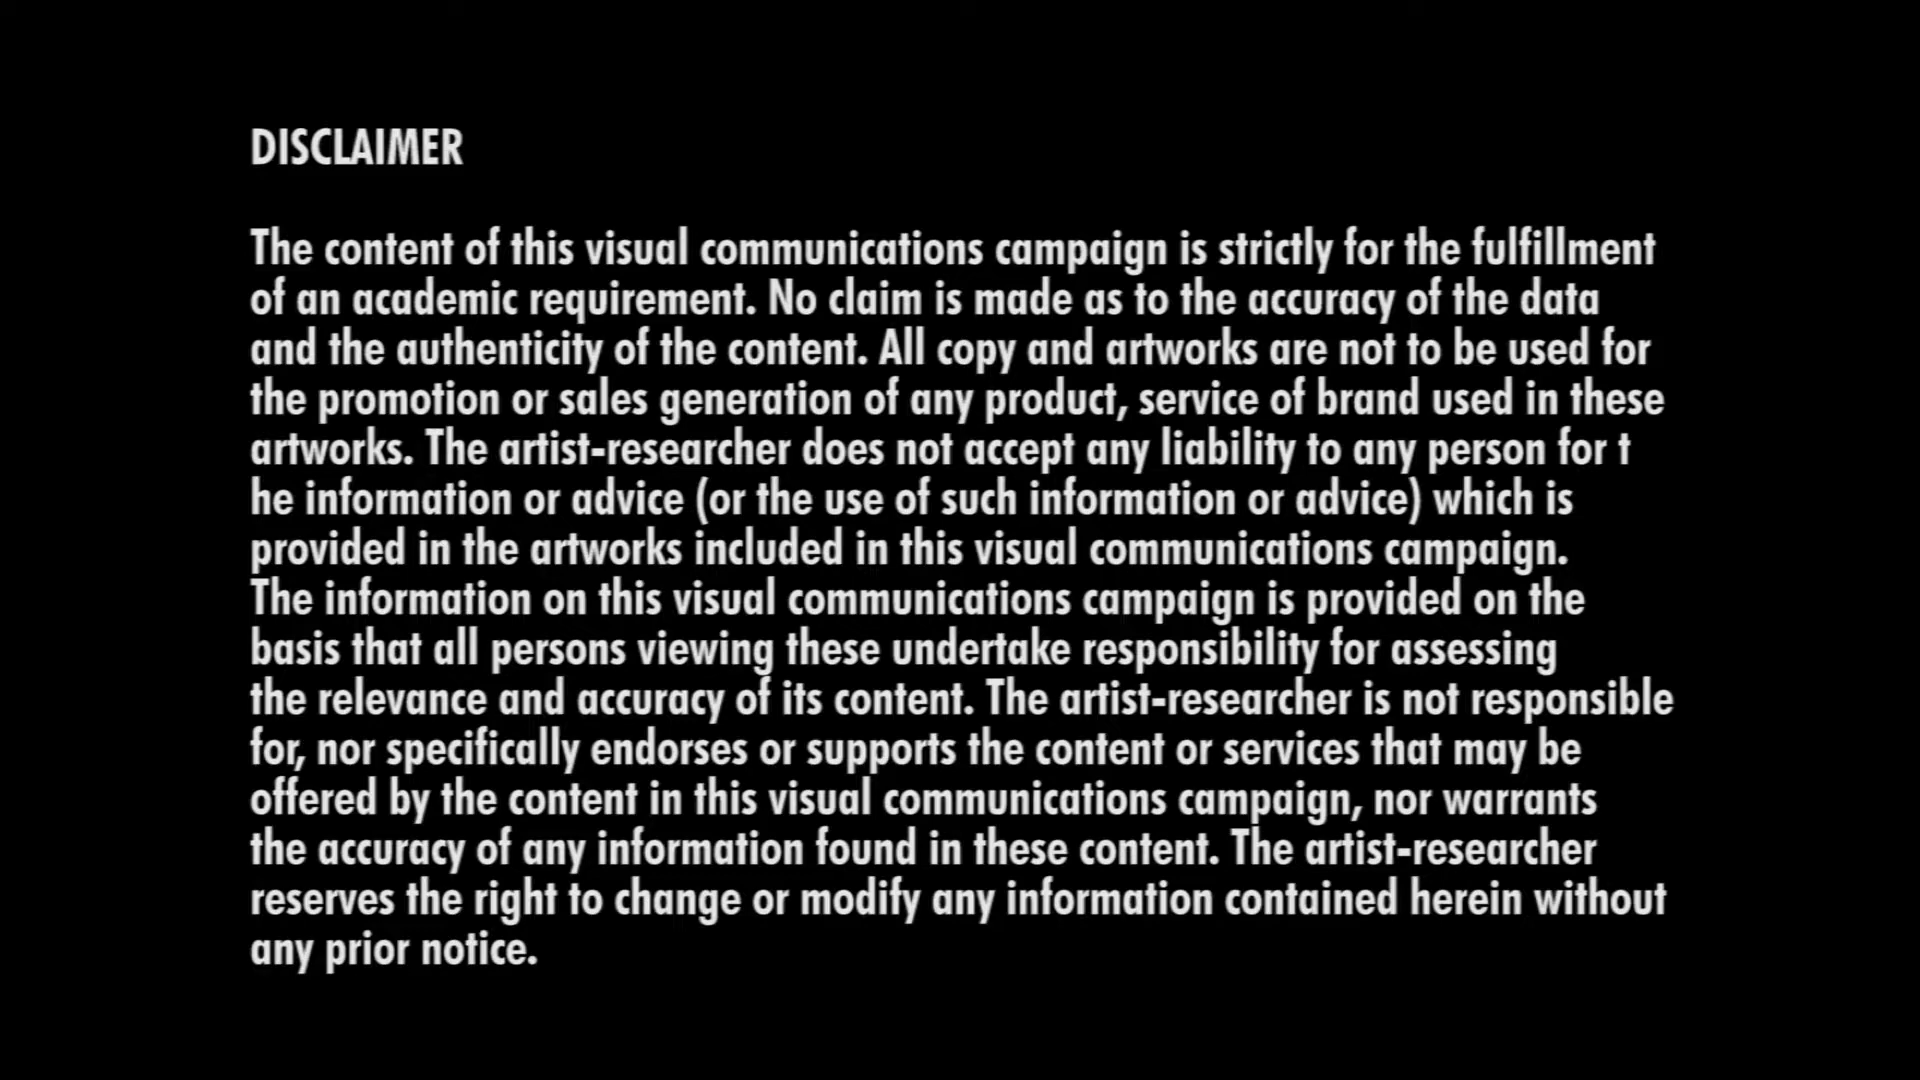 DISCLAIMER
The content of this visual communications campaign is strictly for the fulfillment
of an academic requirement. No claim is made as to the accuracy of the data
and the authenticity of the content. All copy and artworks are not to be used for
the promotion or sales generation of any product, service of brand used in these
artworks. The artist-researcher does not accept any liability to any person for t
he information or advice (or the use of such information or advice) which is
provided in the artworks included in this visual communications campaign.
The information on this visual communications campaign is provided on the
basis that all persons viewing these undertake responsibility for assessing
the relevance and accuracy of its content. The artist-researcher is not responsible
for, nor specifically endorses or supports the content or services that may be
offered by the content in this visual communications campaign, nor warrants
the accuracy of any information found in these content. The artist-researcher
reserves the right to change or modify any information contained herein without
any prior notice.